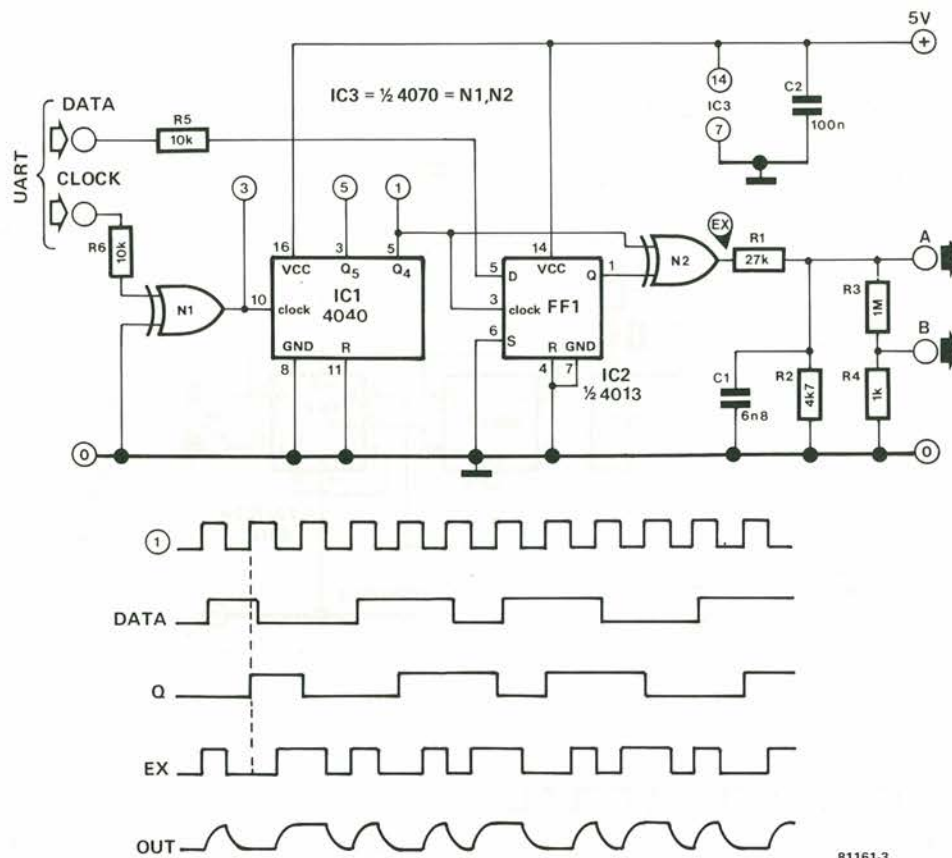 5V
+
DATA
R5
10k
UART
CLOCK
R6
10k
IC3 = ½ 4070 = N1,N2
14
IC3
7
C2
100n
3
5
1
N1
10
16
VCC
3
Q5
5
Q4
IC1
4040
clock
GND
8
R
11
14
VCC
5
D
Q
1
3
clock
FF1
6
S
R
4
GND
7
IC2
½ 4013
N2
EX
R1
27k
A
R3
1M
B
C1
6n8
R2
4k7
R4
1k
0
0
1
DATA
Q
EX
OUT
81161-3